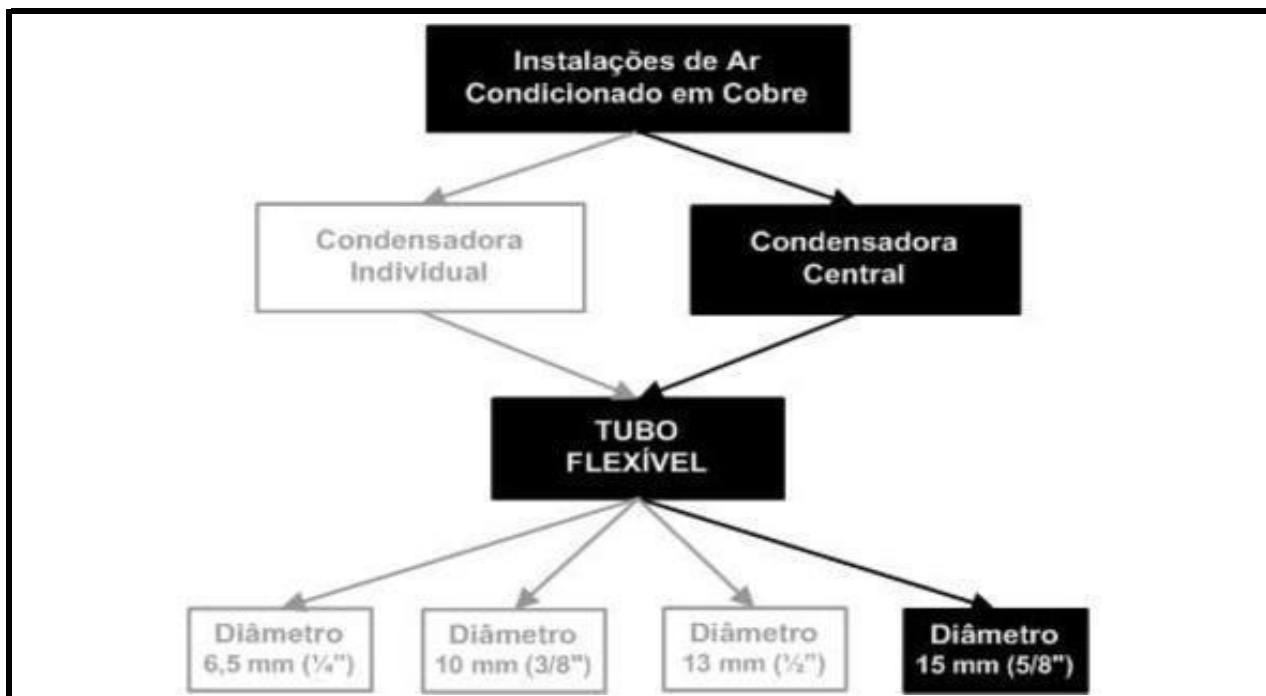 Instalações de Ar
Condicionado em Cobre
Condensadora
Individual
Condensadora
Central
TUBO
FLEXÍVEL
Diâmetro
6,5 mm (¼")
Diâmetro
10 mm (3/8")
Diâmetro
13 mm (½")
Diâmetro
15 mm (5/8")